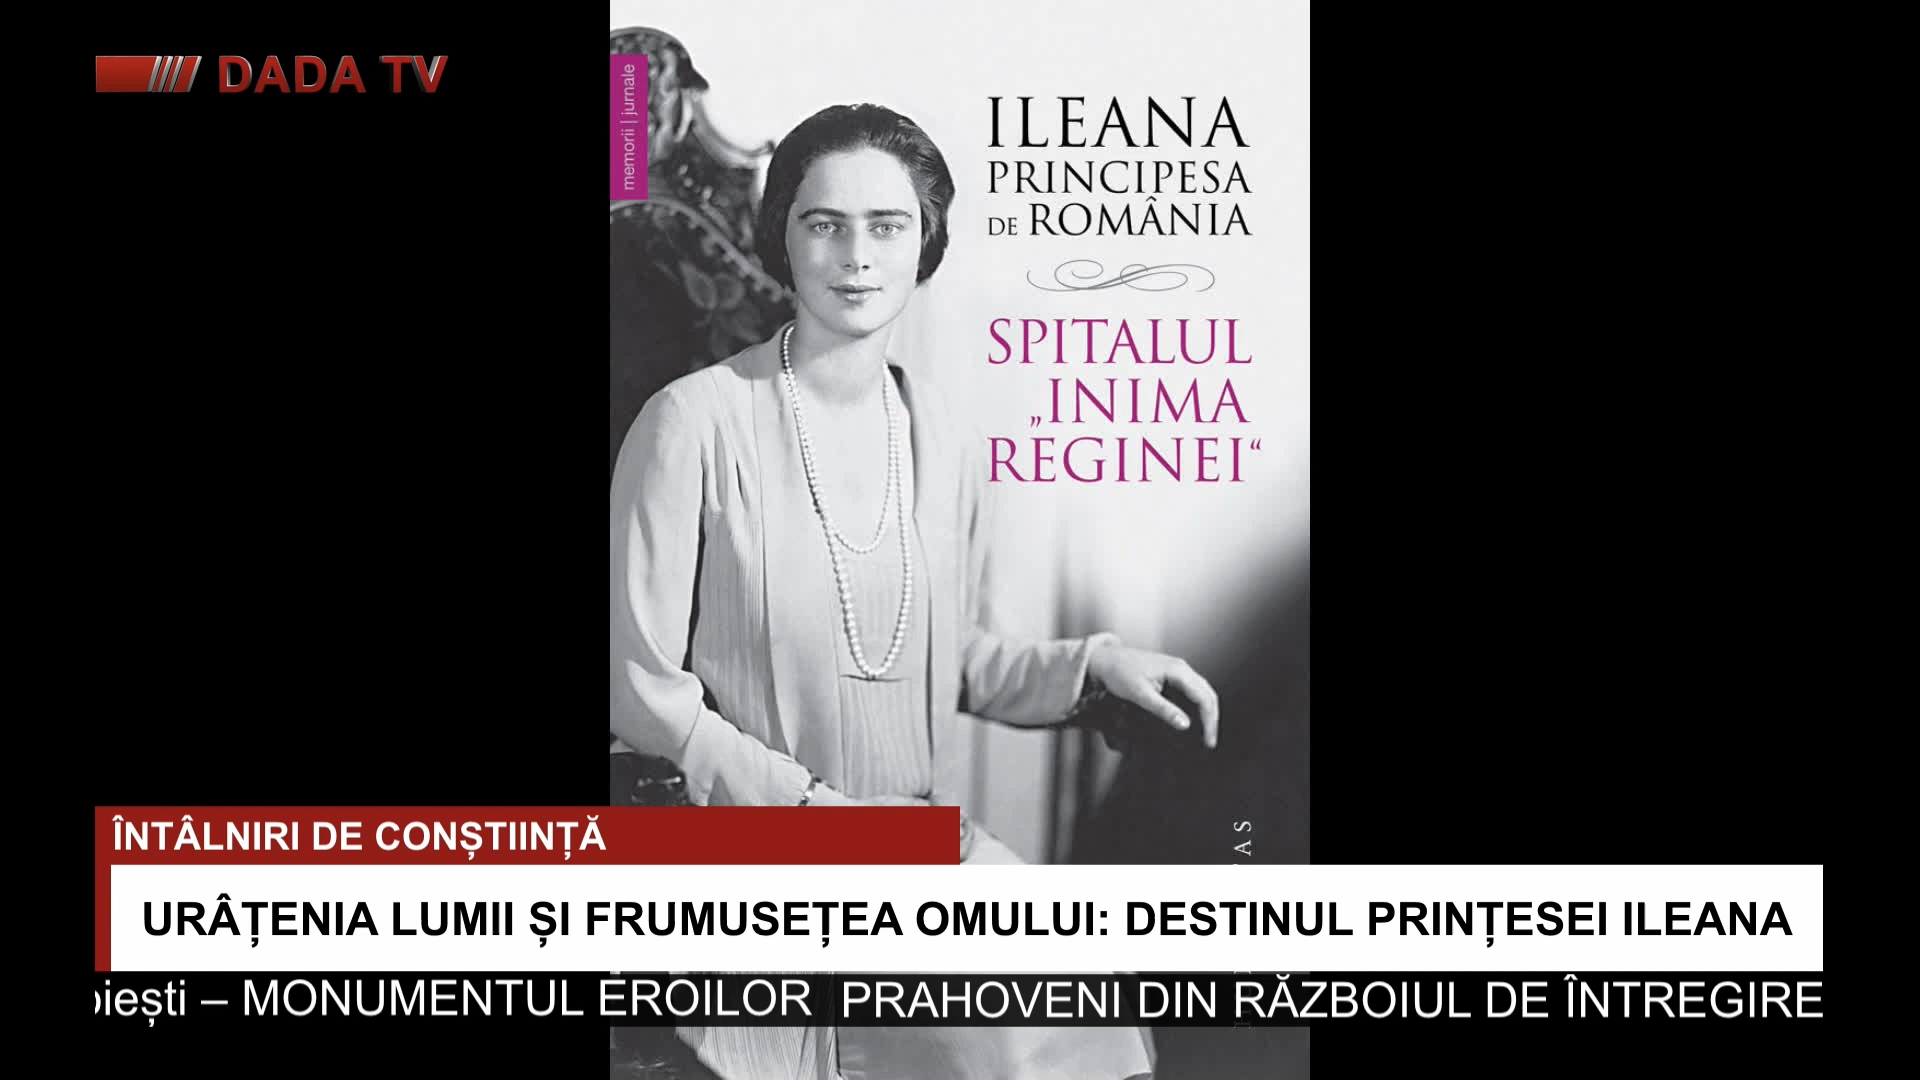 DADA TV
memorii | jurnale
ILEANA
PRINCIPESA
DE ROMÂNIA
SPITALUL
„INIMA
REGINEI“
ÎNTÂLNIRI DE CONȘTIINȚĂ
URÂȚENIA LUMII ȘI FRUMUSEȚEA OMULUI: DESTINUL PRINȚESEI ILEANA
– MONUMENTUL EROILOR PRAHOVENI DIN RĂZBOIUL DE ÎNTREGIRE